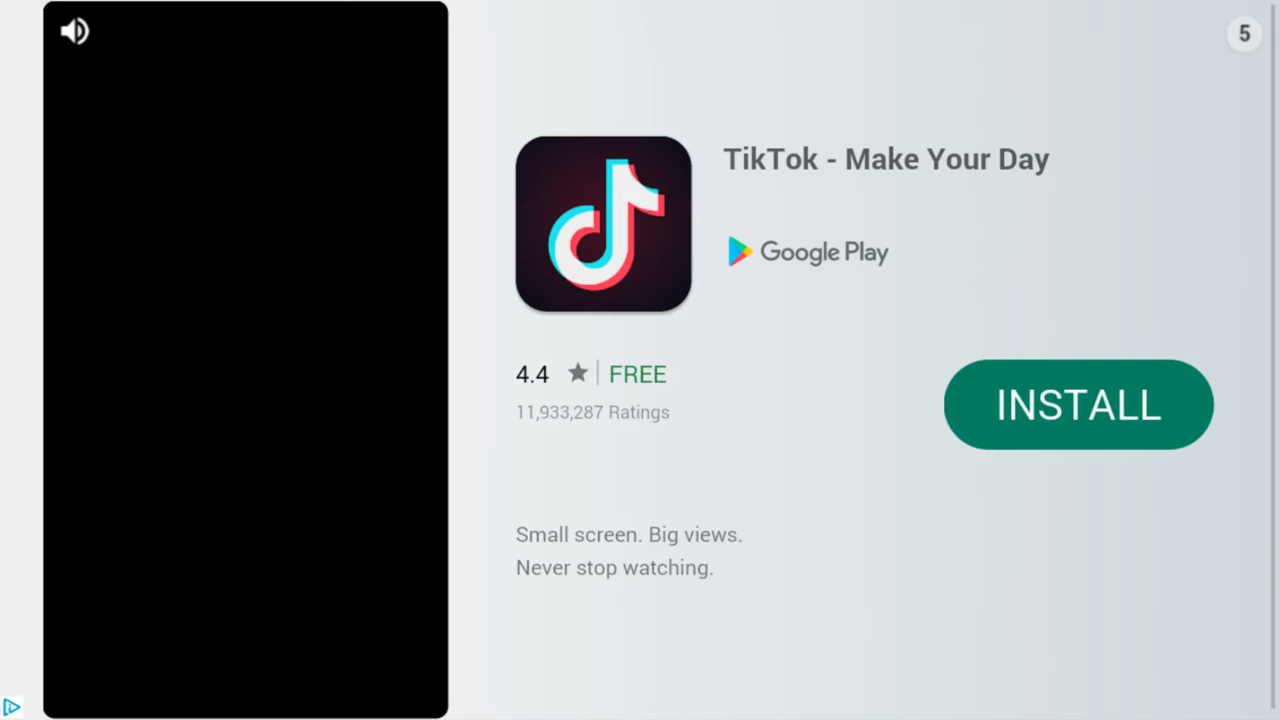 5
TikTok - Make Your Day
Google Play
4.4 ★ | FREE
11,933,287 Ratings
INSTALL
Small screen. Big views.
Never stop watching.